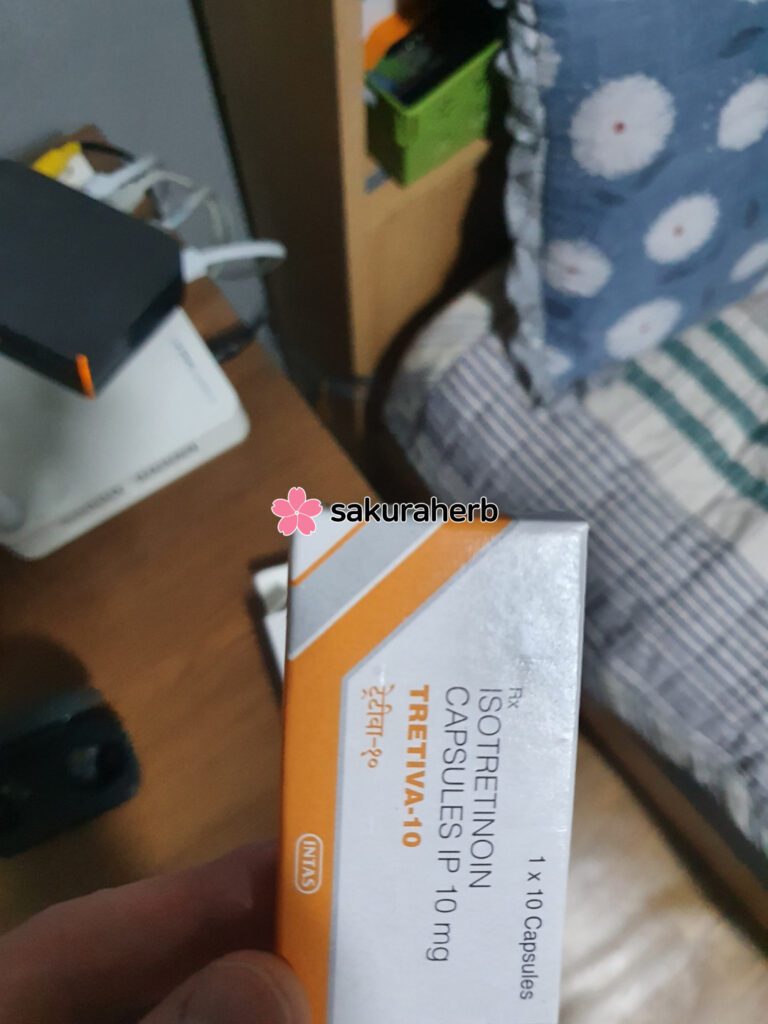 sakuraherb
1 x 10 Capsules
Rx
ISOTRETINOIN
CAPSULES IP 10 mg
TRETIVA-10
ट्रेटीवा-१०
INTAS